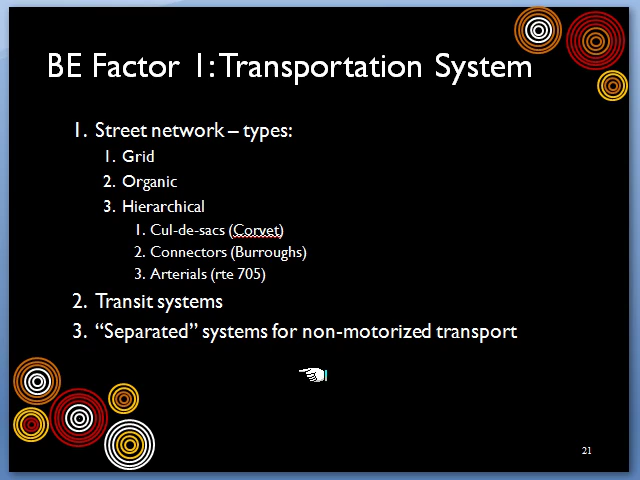 BE Factor 1: Transportation System
1. Street network – types:
1. Grid
2. Organic
3. Hierarchical
1. Cul-de-sacs (Corvet)
2. Connectors (Burroughs)
3. Arterials (rte 705)
2. Transit systems
3. “Separated” systems for non-motorized transport
21